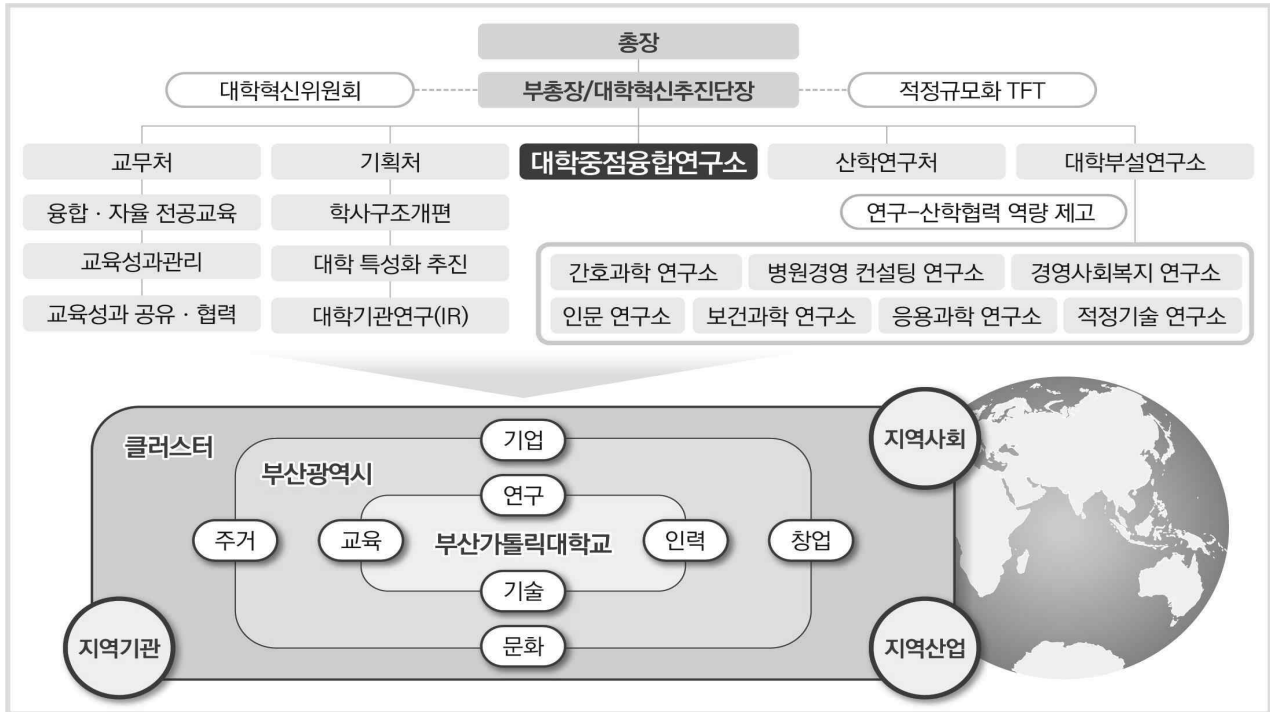 총장
대학혁신위원회
부총장/대학혁신추진단장
적정규모화 TFT
교무처
기획처
대학중점융합연구소
산학연구처
대학부설연구소
융합 · 자율 전공교육
학사구조개편
연구-산학협력 역량 제고
교육성과관리
대학 특성화 추진
간호과학 연구소
병원경영 컨설팅 연구소
경영사회복지 연구소
교육성과 공유 · 협력
대학기관연구(IR)
인문 연구소
보건과학 연구소
응용과학 연구소
적정기술 연구소
클러스터
기업
지역사회
부산광역시
연구
주거
교육
부산가톨릭대학교
인력
창업
기술
문화
지역기관
지역산업